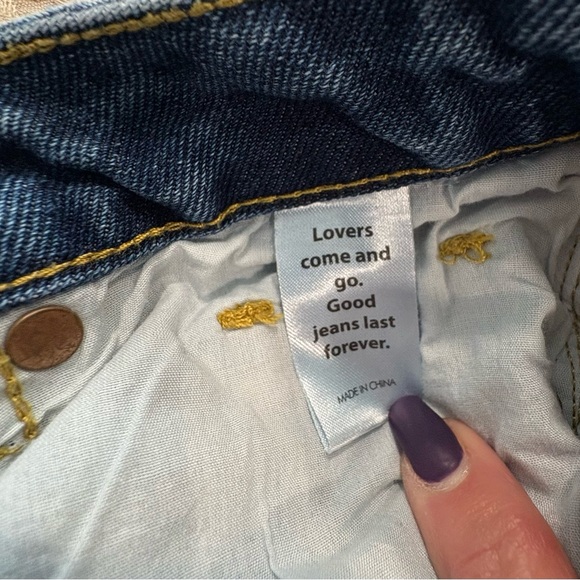 Lovers
come and
go.
Good
jeans last
forever.
MADE IN CHINA